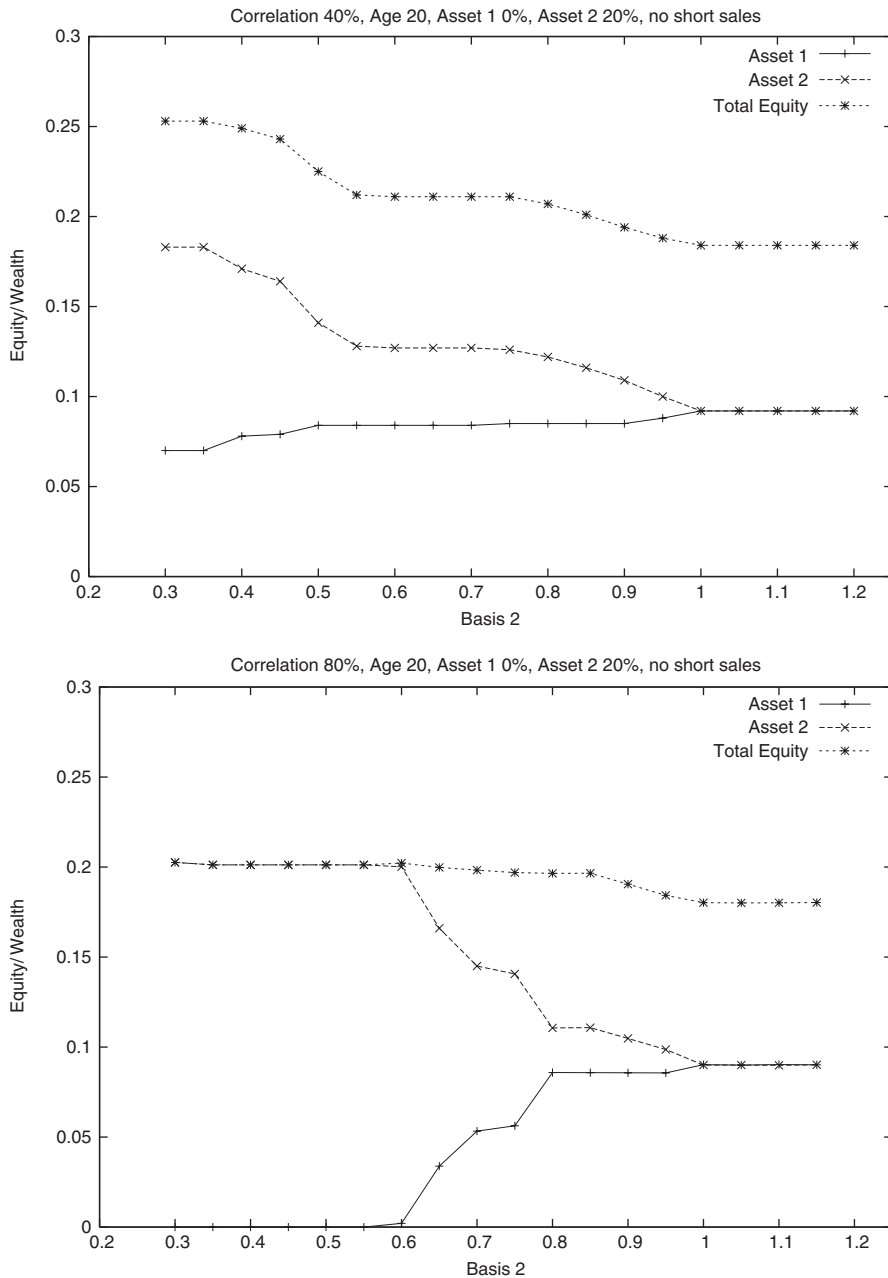 Correlation 40%, Age 20, Asset 1 0%, Asset 2 20%, no short sales
0.3
0.25
0.2
0.15
0.1
0.05
0
Equity/Wealth
Asset 1
Asset 2
Total Equity
0.2 0.3 0.4 0.5 0.6 0.7 0.8 0.9 1 1.1 1.2
Basis 2
Correlation 80%, Age 20, Asset 1 0%, Asset 2 20%, no short sales
0.3
0.25
0.2
0.15
0.1
0.05
0
Equity/Wealth
Asset 1
Asset 2
Total Equity
0.2 0.3 0.4 0.5 0.6 0.7 0.8 0.9 1 1.1 1.2
Basis 2